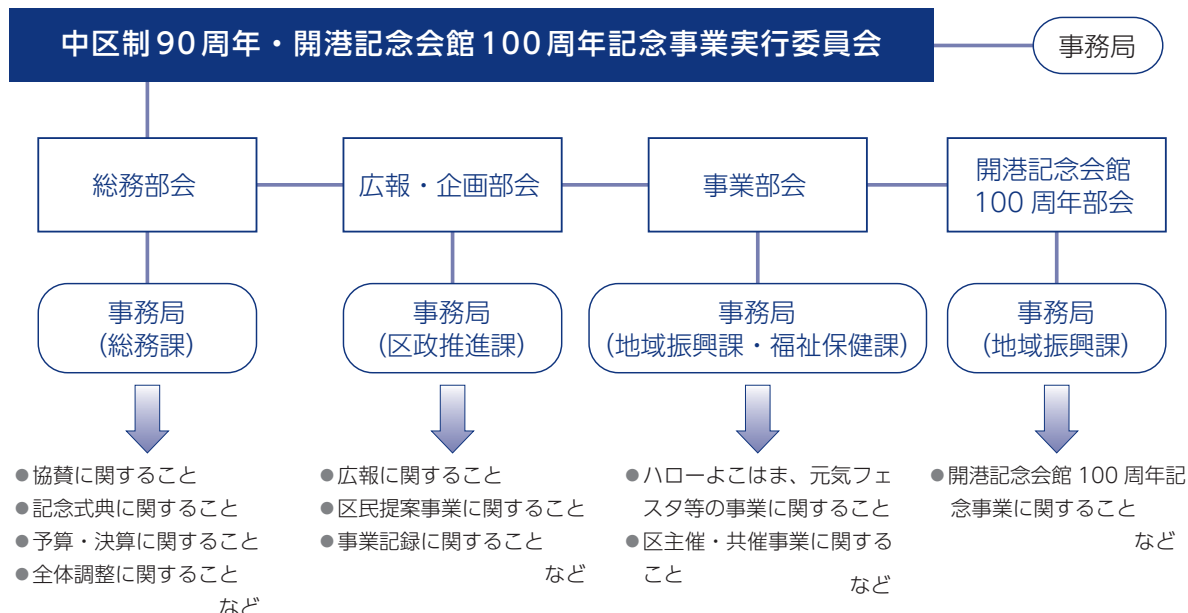 中区制90周年・開港記念会館100周年記念事業実行委員会
事務局
総務部会
広報・企画部会
事業部会
開港記念会館
100周年部会
事務局
(総務課)
事務局
(区政推進課)
事務局
(地域振興課・福祉保健課)
事務局
(地域振興課)
●協賛に関すること
●記念式典に関すること
●予算・決算に関すること
●全体調整に関すること
など
●広報に関すること
●区民提案事業に関すること
●事業記録に関すること
など
●ハローよこはま、元気フェ
スタ等の事業に関すること
●区主催・共催事業に関する
こと
など
●開港記念会館100周年記
念事業に関すること
など